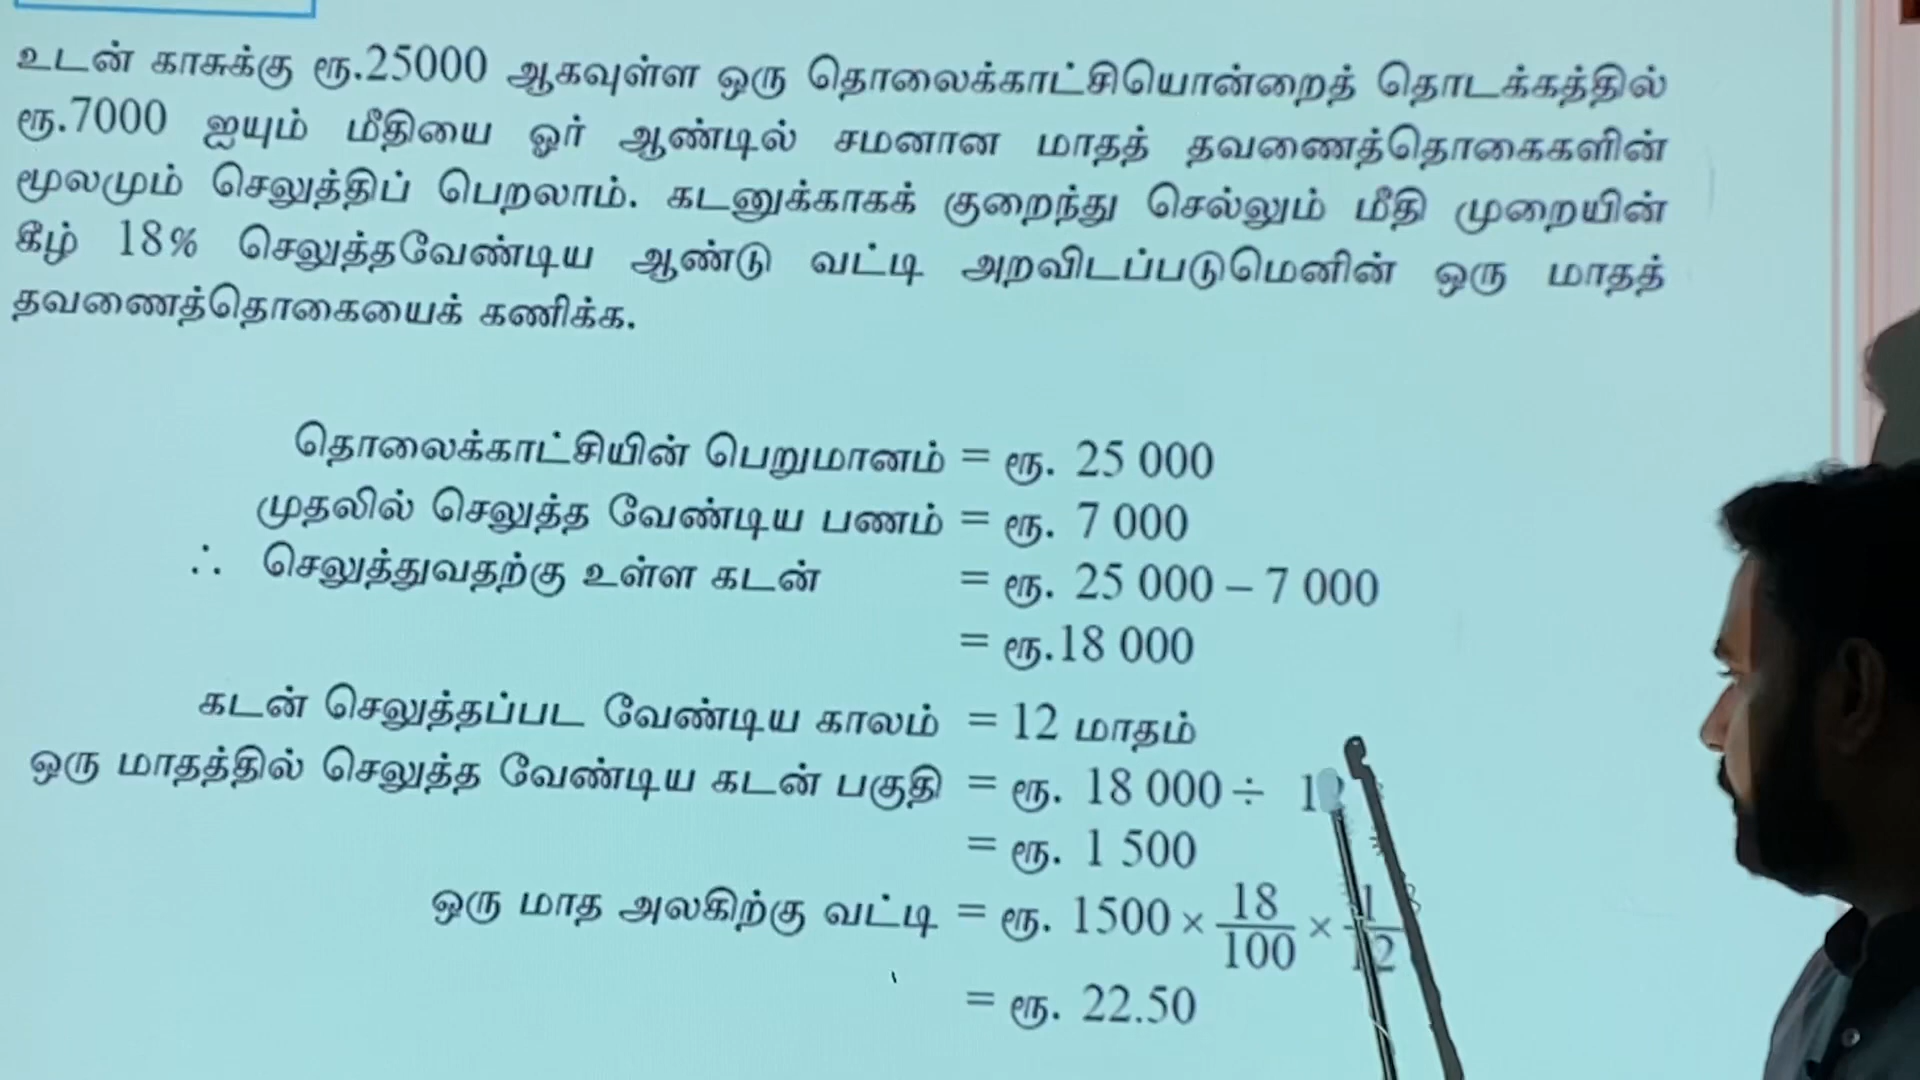 உடன் காசுக்கு ரூ.25000 ஆகவுள்ள ஒரு தொலைக்காட்சியொன்றைத் தொடக்கத்தில்
ரூ.7000 ஐயும் மீதியை ஓர் ஆண்டில் சமனான மாதத் தவணைத்தொகைகளின்
மூலமும் செலுத்திப் பெறலாம். கடனுக்காகக் குறைந்து செல்லும் மீதி முறையின்
கீழ் 18% செலுத்தவேண்டிய ஆண்டு வட்டி அறவிடப்படுமெனின் ஒரு மாதத்
தவணைத்தொகையைக் கணிக்க.
தொலைக்காட்சியின் பெறுமானம் = ரூ. 25 000
முதலில் செலுத்த வேண்டிய பணம் = ரூ. 7 000
∴ செலுத்துவதற்கு உள்ள கடன் = ரூ. 25 000 – 7 000
= ரூ.18 000
கடன் செலுத்தப்பட வேண்டிய காலம் = 12 மாதம்
ஒரு மாதத்தில் செலுத்த வேண்டிய கடன் பகுதி = ரூ. 18 000 ÷ 12
= ரூ. 1 500
ஒரு மாத அலகிற்கு வட்டி = ரூ. 1500 × 18/100 × 1/12
= ரூ. 22.50